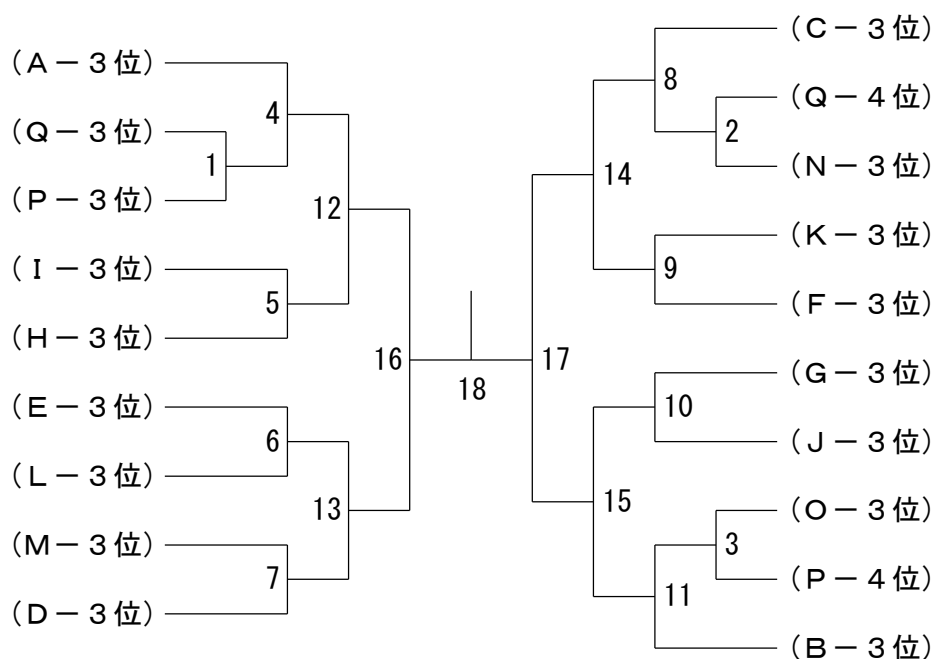 (A－3位)
(Q－3位)
(P－3位)
(I－3位)
(H－3位)
(E－3位)
(L－3位)
(M－3位)
(D－3位)
1
4
5
6
7
12
13
16
18
17
14
15
8
2
9
10
3
11
(C－3位)
(Q－4位)
(N－3位)
(K－3位)
(F－3位)
(G－3位)
(J－3位)
(O－3位)
(P－4位)
(B－3位)